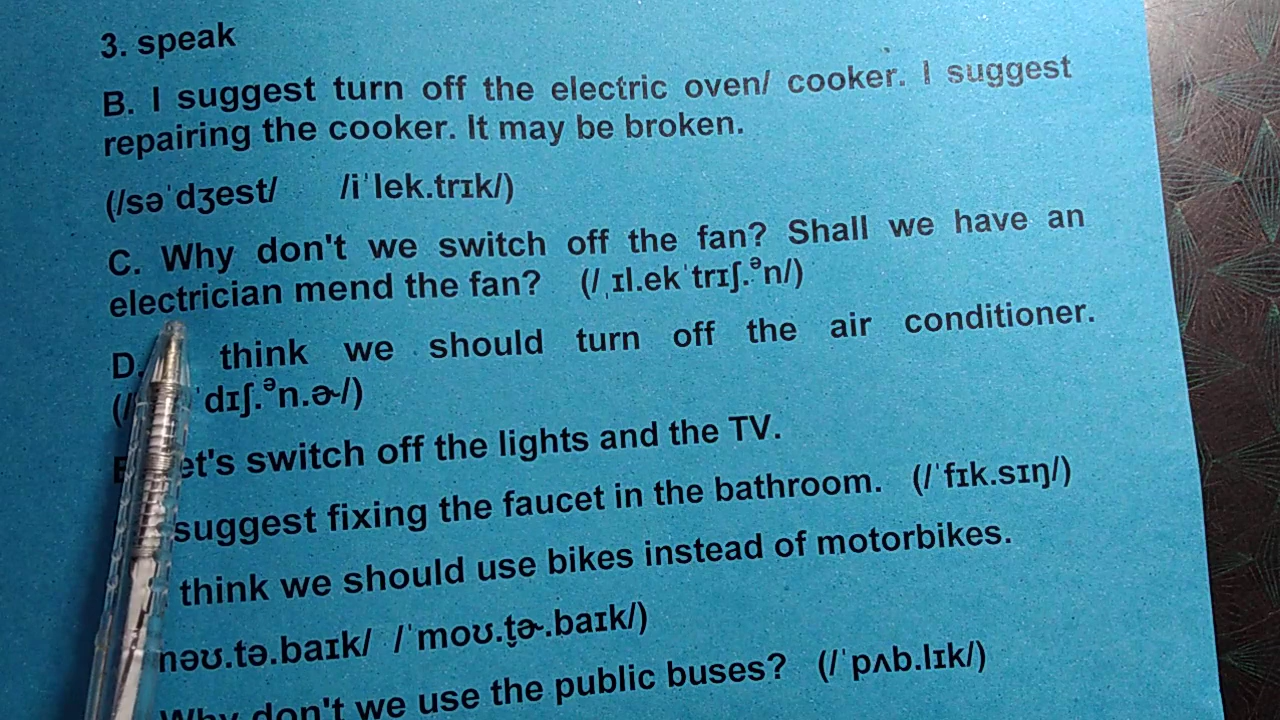 3. speak
B. I suggest turn off the electric oven/ cooker. I suggest
repairing the cooker. It may be broken.
(/səˈdʒest/ /iˈlek.trɪk/)
C. Why don't we switch off the fan? Shall we have an
electrician mend the fan? (/ˌɪl.ekˈtrɪʃ.ᵊn/)
D. think we should turn off the air conditioner.
(/ ˈdɪʃ.ᵊn.ɚ/)
et's switch off the lights and the TV.
suggest fixing the faucet in the bathroom. (/ˈfɪk.sɪŋ/)
think we should use bikes instead of motorbikes.
məʊ.tə.baɪk/ /ˈmoʊ.t̬ɚ.baɪk/)
Why don't we use the public buses? (/ˈpʌb.lɪk/)